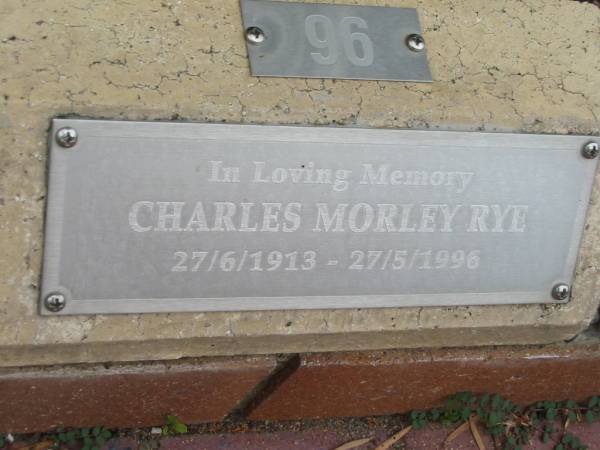 96
In Loving Memory
CHARLES MORLEY RYE
27/6/1913 - 27/5/1996